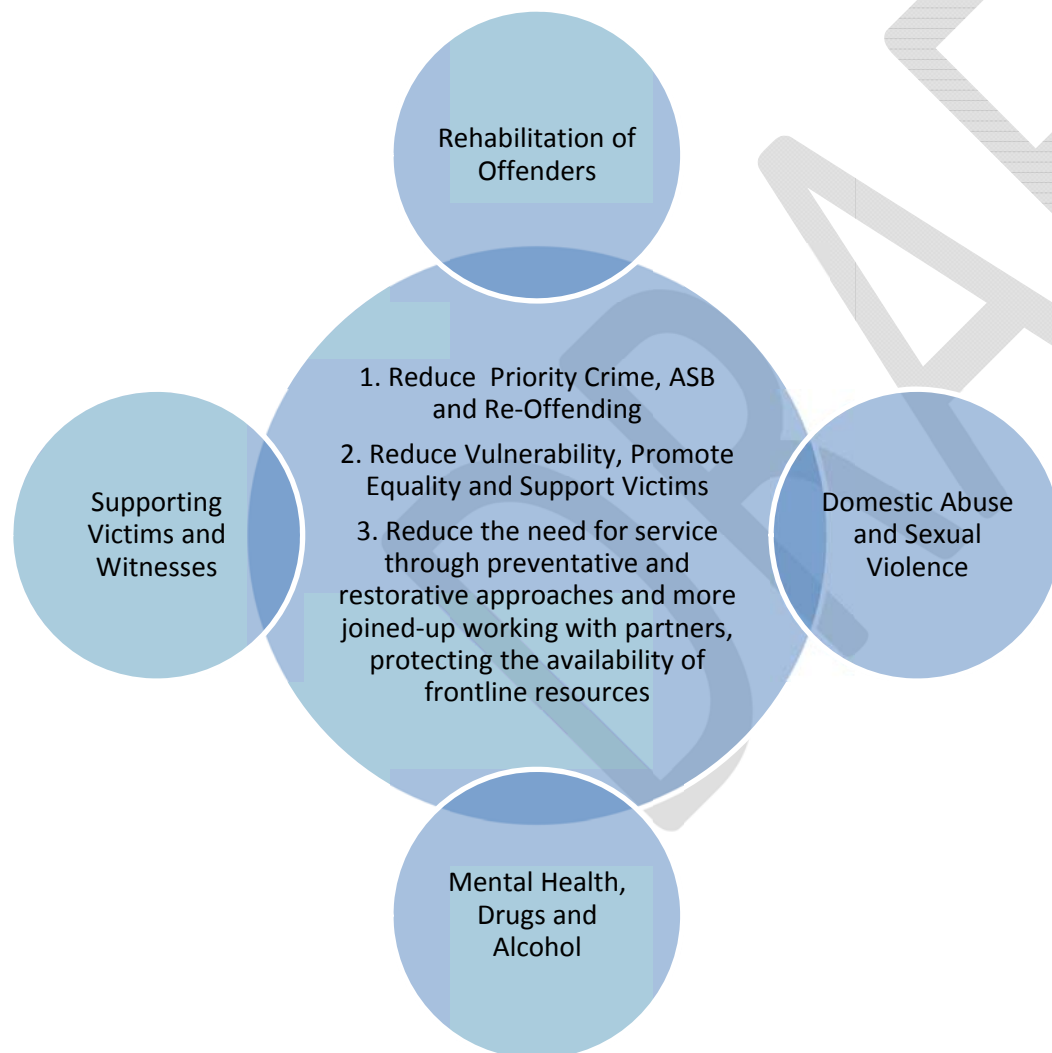 Rehabilitation of
Offenders
1. Reduce  Priority Crime, ASB
and Re-Offending
2. Reduce Vulnerability, Promote
Equality and Support Victims
3. Reduce the need for service
through preventative and
restorative approaches and more
joined-up working with partners,
protecting the availability of
frontline resources
Supporting
Victims and
Witnesses
Domestic Abuse
and Sexual
Violence
Mental Health,
Drugs and
Alcohol